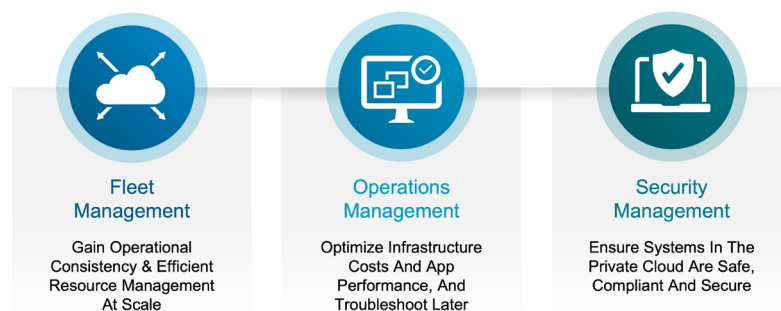 Fleet
Management
Gain Operational
Consistency & Efficient
Resource Management
At Scale
Operations
Management
Optimize Infrastructure
Costs And App
Performance, And
Troubleshoot Later
Security
Management
Ensure Systems In The
Private Cloud Are Safe,
Compliant And Secure